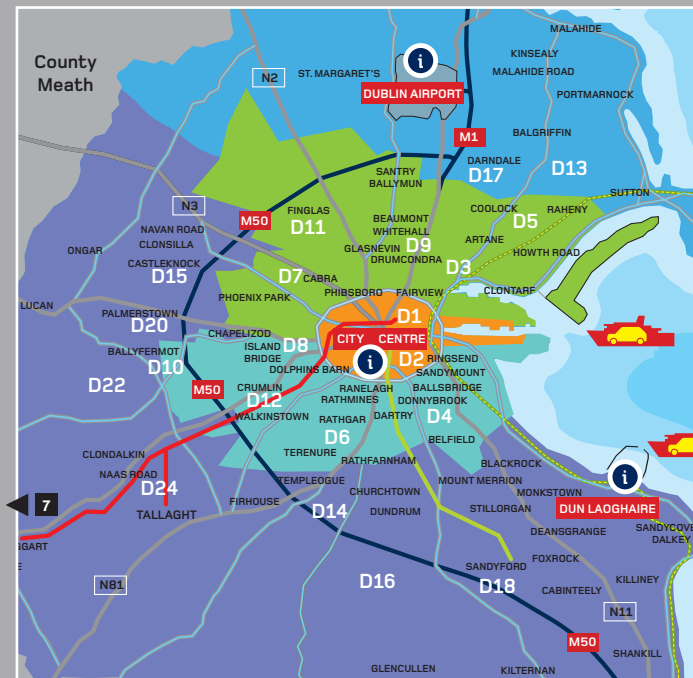 MALAHIDE
County
Meath
KINSEALY
ST. MARGARET'S
MALAHIDE ROAD
N2
i
DUBLIN AIRPORT
PORTMARNOCK
M1
BALGRIFFIN
DARNDALE
D17
D13
SANTRY
BALLYMUN
SUTTON
N3
M50
FINGLAS
D11
BEAUMONT
WHITEHALL
COOLOCK
D5
RAHENY
NAVAN ROAD
CLONSILLA
GLASNEVIN
D9
DRUMCONDRA
ARTANE
HOWTH ROAD
ONGAR
CASTLEKNOCK
D15
D7
CABRA
D3
LUCAN
PHOENIX PARK
PHIBSBORO
FAIRVIEW
CLONTARF
PALMERSTOWN
D20
D1
CHAPELIZOD
ISLAND
BRIDGE
D8
CITY CENTRE
BALLYFERMOT
D10
DOLPHINS BARN
i
D2
RINGSEND
SANDYMOUNT
D22
M50
CRUMLIN
D12
RANELAGH
RATHMINES
BALLSBRIDGE
DONNYBROOK
WALKINSTOWN
RATHGAR
DARTRY
D4
D6
BELFIELD
CLONDALKIN
TERENURE
RATHFARNHAM
BLACKROCK
NAAS ROAD
D24
TEMPLEOGUE
MOUNT MERRION
i
7
FIRHOUSE
CHURCHTOWN
MONKSTOWN
TALLAGHT
D14
DUNDRUM
STILLORGAN
DUN LAOGHAIRE
DEANSGRANGE
SANDYCOVE
DALKEY
GGART
E
FOXROCK
SANDYFORD
N81
D16
D18
CABINTEELY
KILLINEY
N11
M50
SHANKILL
GLENCULLEN
KILTERNAN